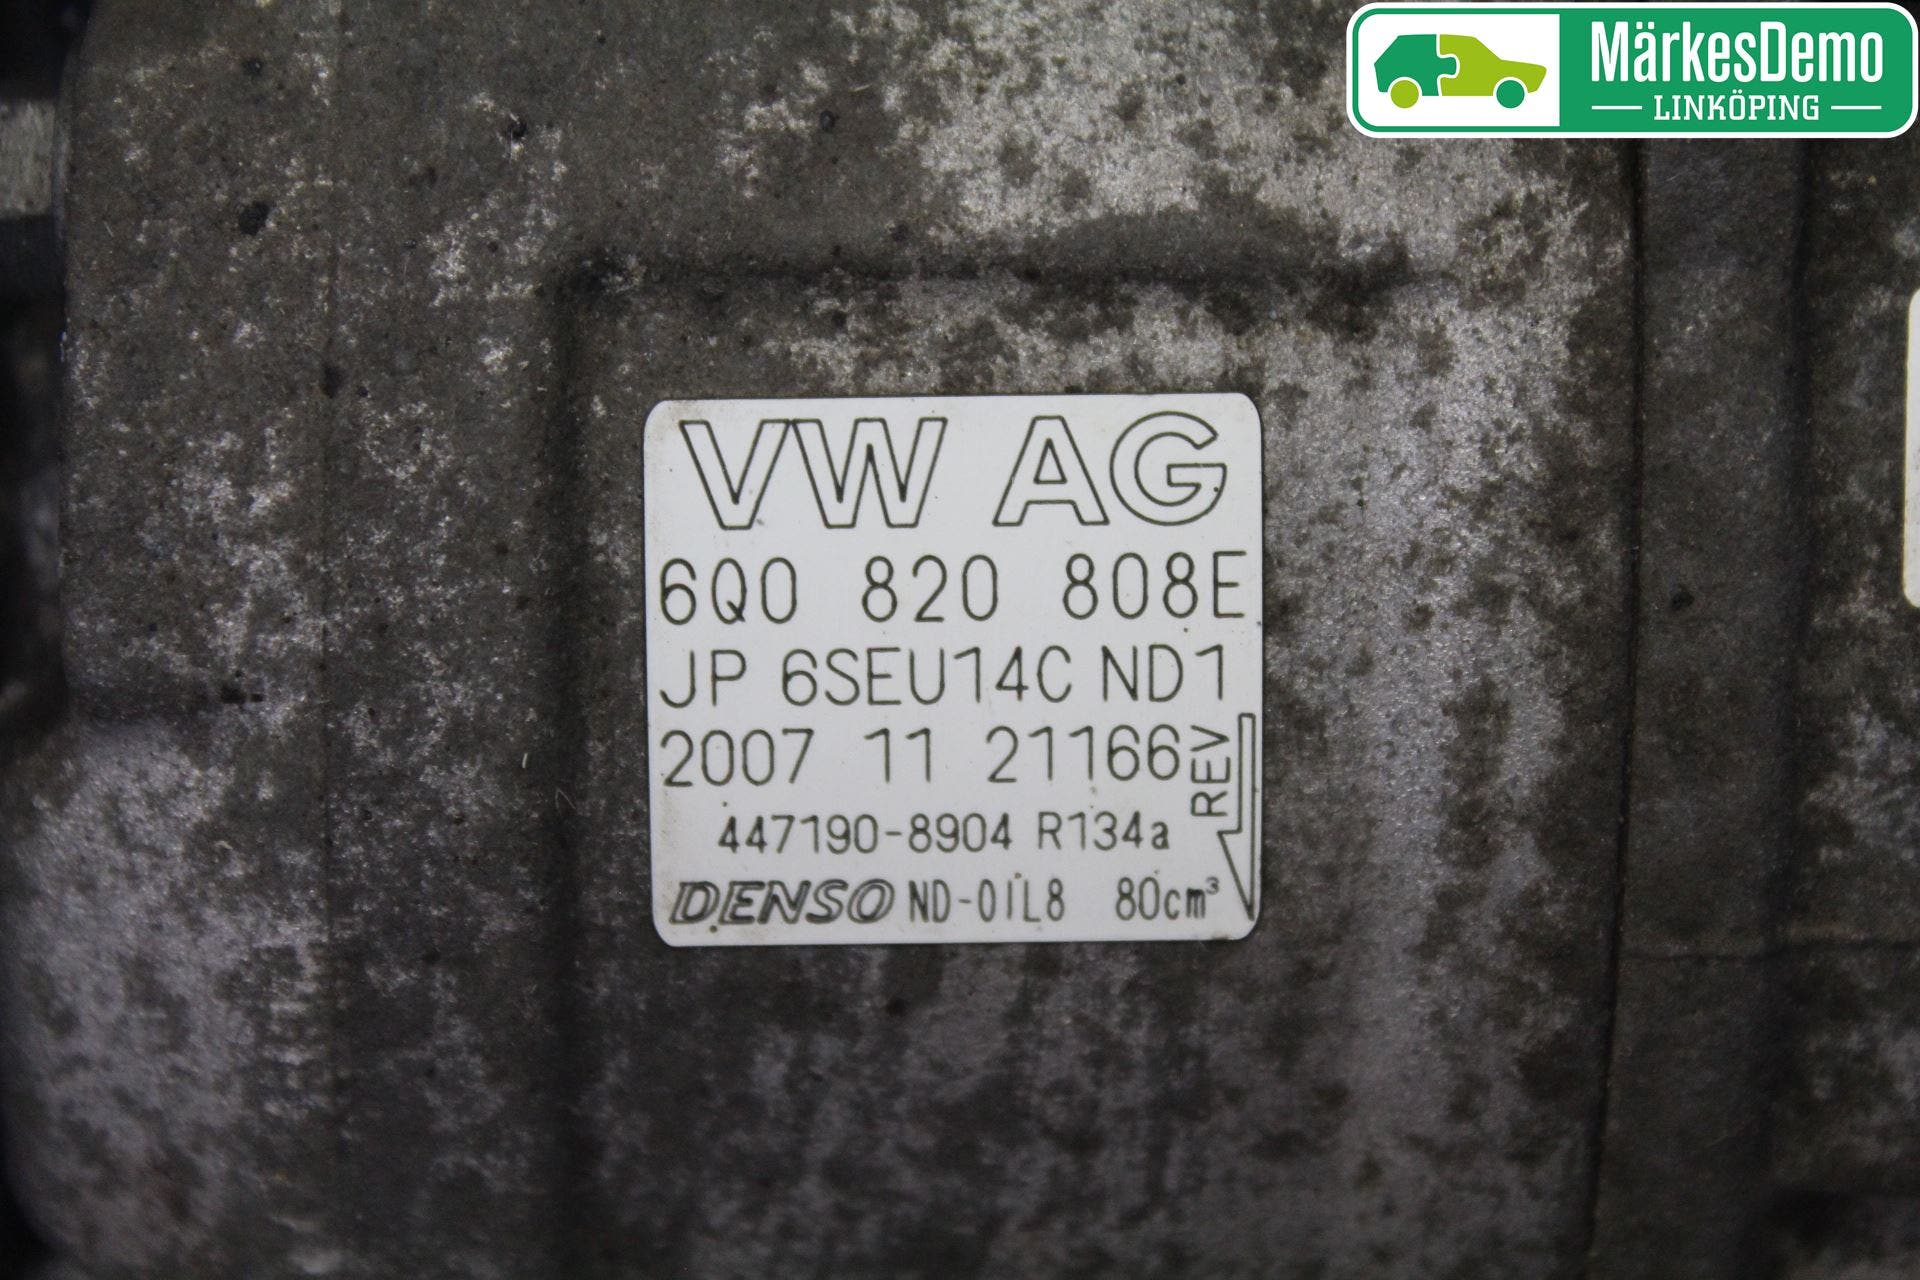 MärkesDemo
LINKÖPING
VW AG
6Q0 820 808E
JP 6SEU14C ND1
2007 11 21166
REV
447190-8904 R134a
DENSO ND-OIL8 80cm³